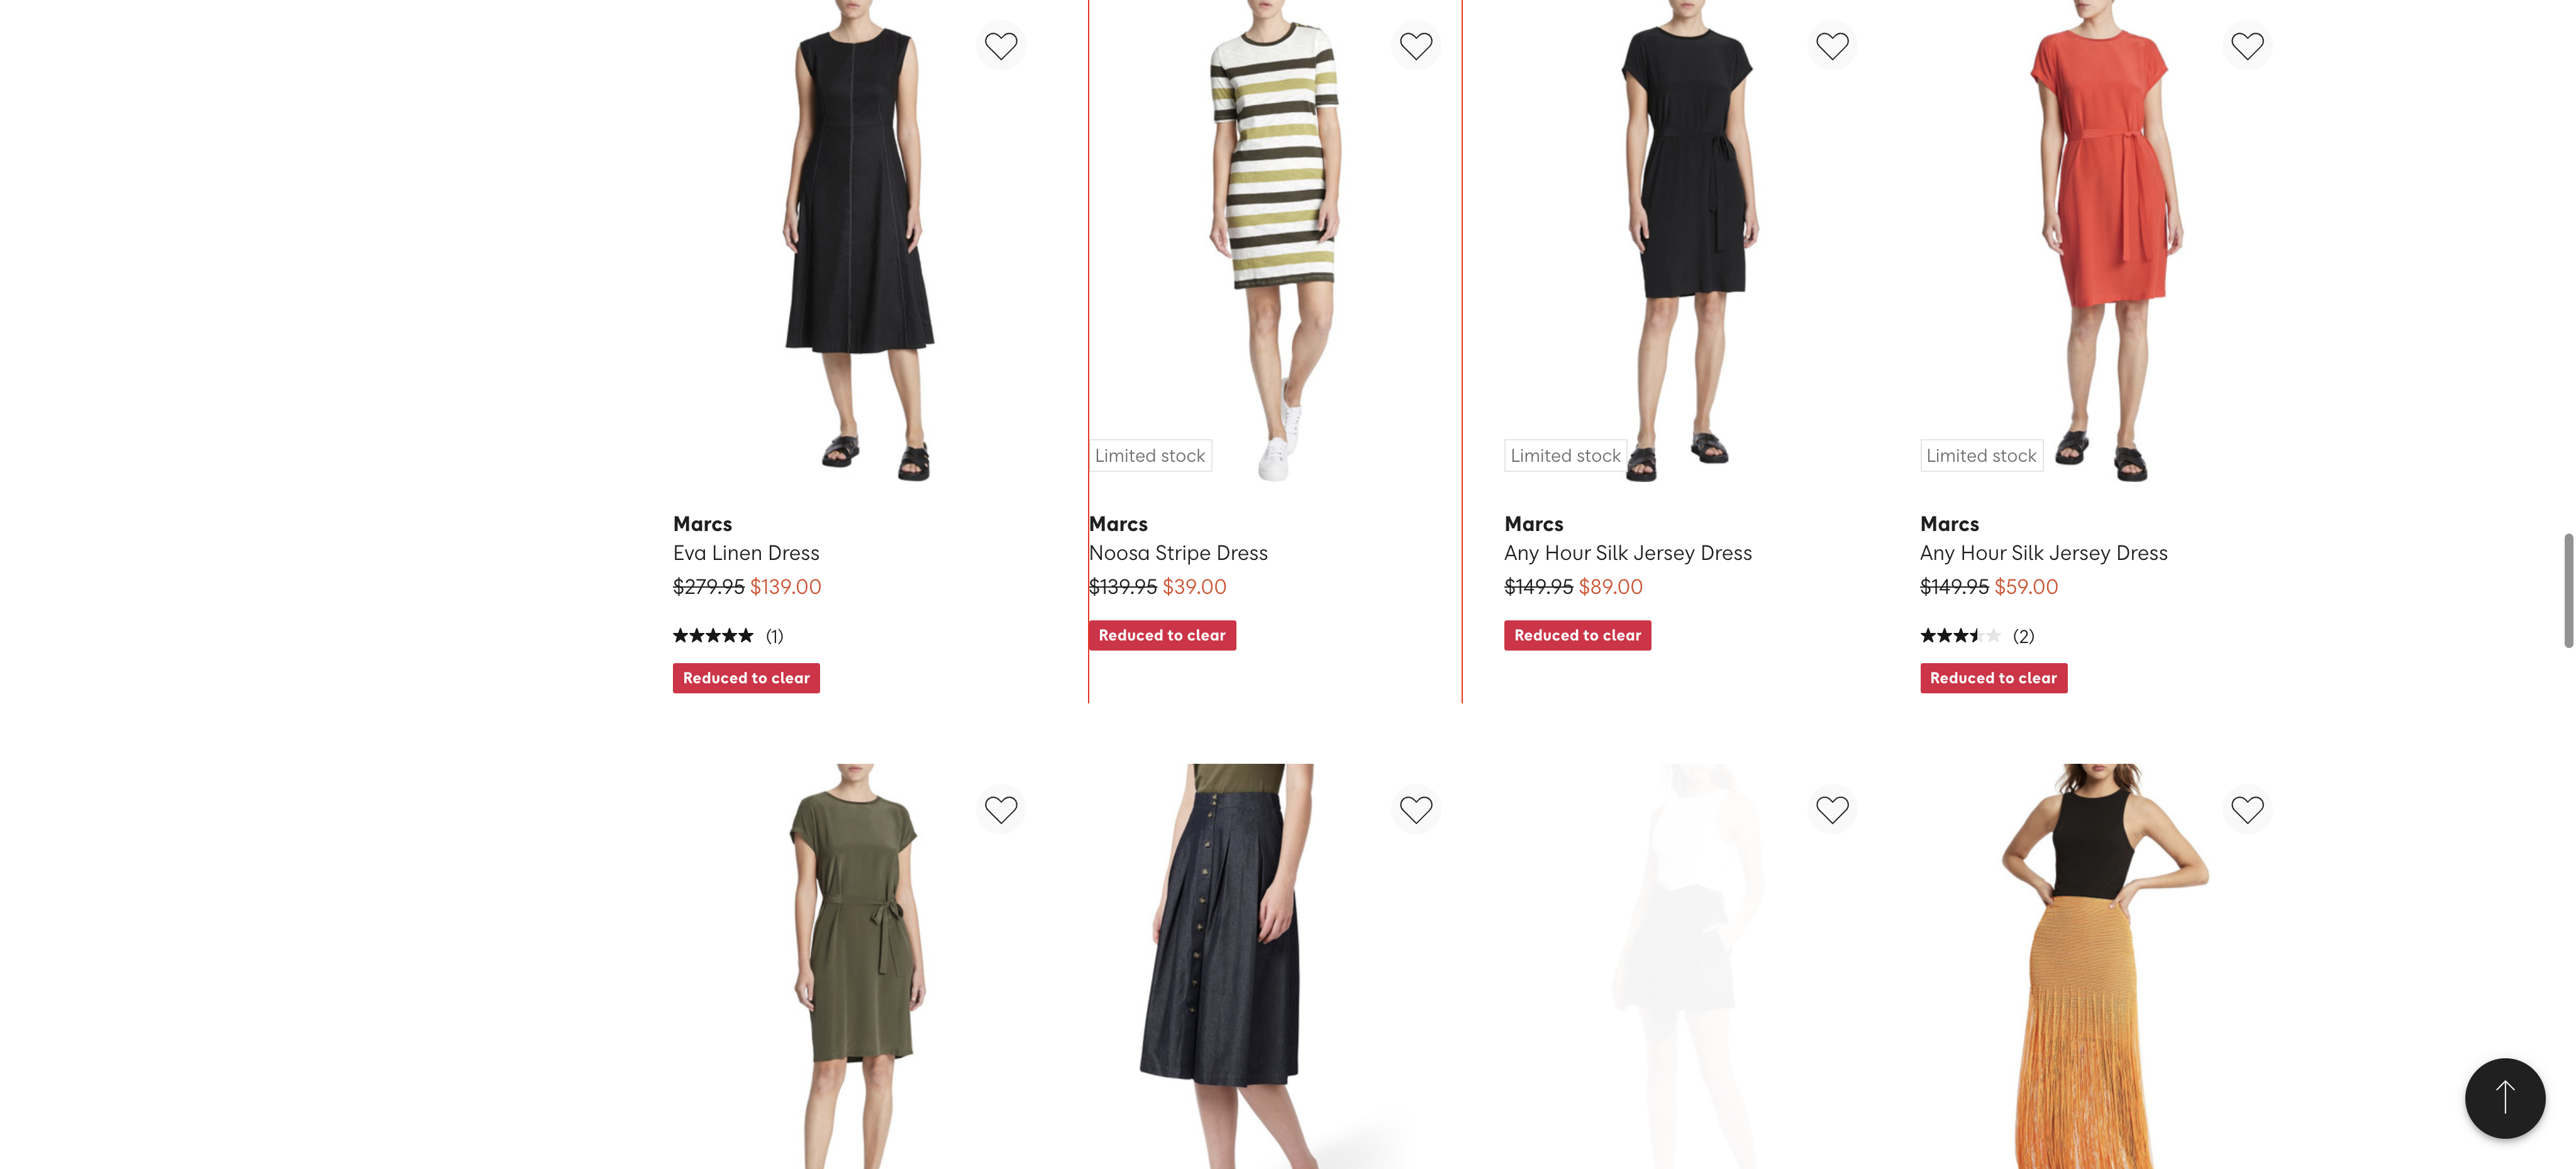 Limited stock
Limited stock
Limited stock
Marcs
Eva Linen Dress
$279.95 $139.00
(1)
Reduced to clear
Marcs
Noosa Stripe Dress
$139.95 $39.00
Reduced to clear
Marcs
Any Hour Silk Jersey Dress
$149.95 $89.00
Reduced to clear
Marcs
Any Hour Silk Jersey Dress
$149.95 $59.00
(2)
Reduced to clear